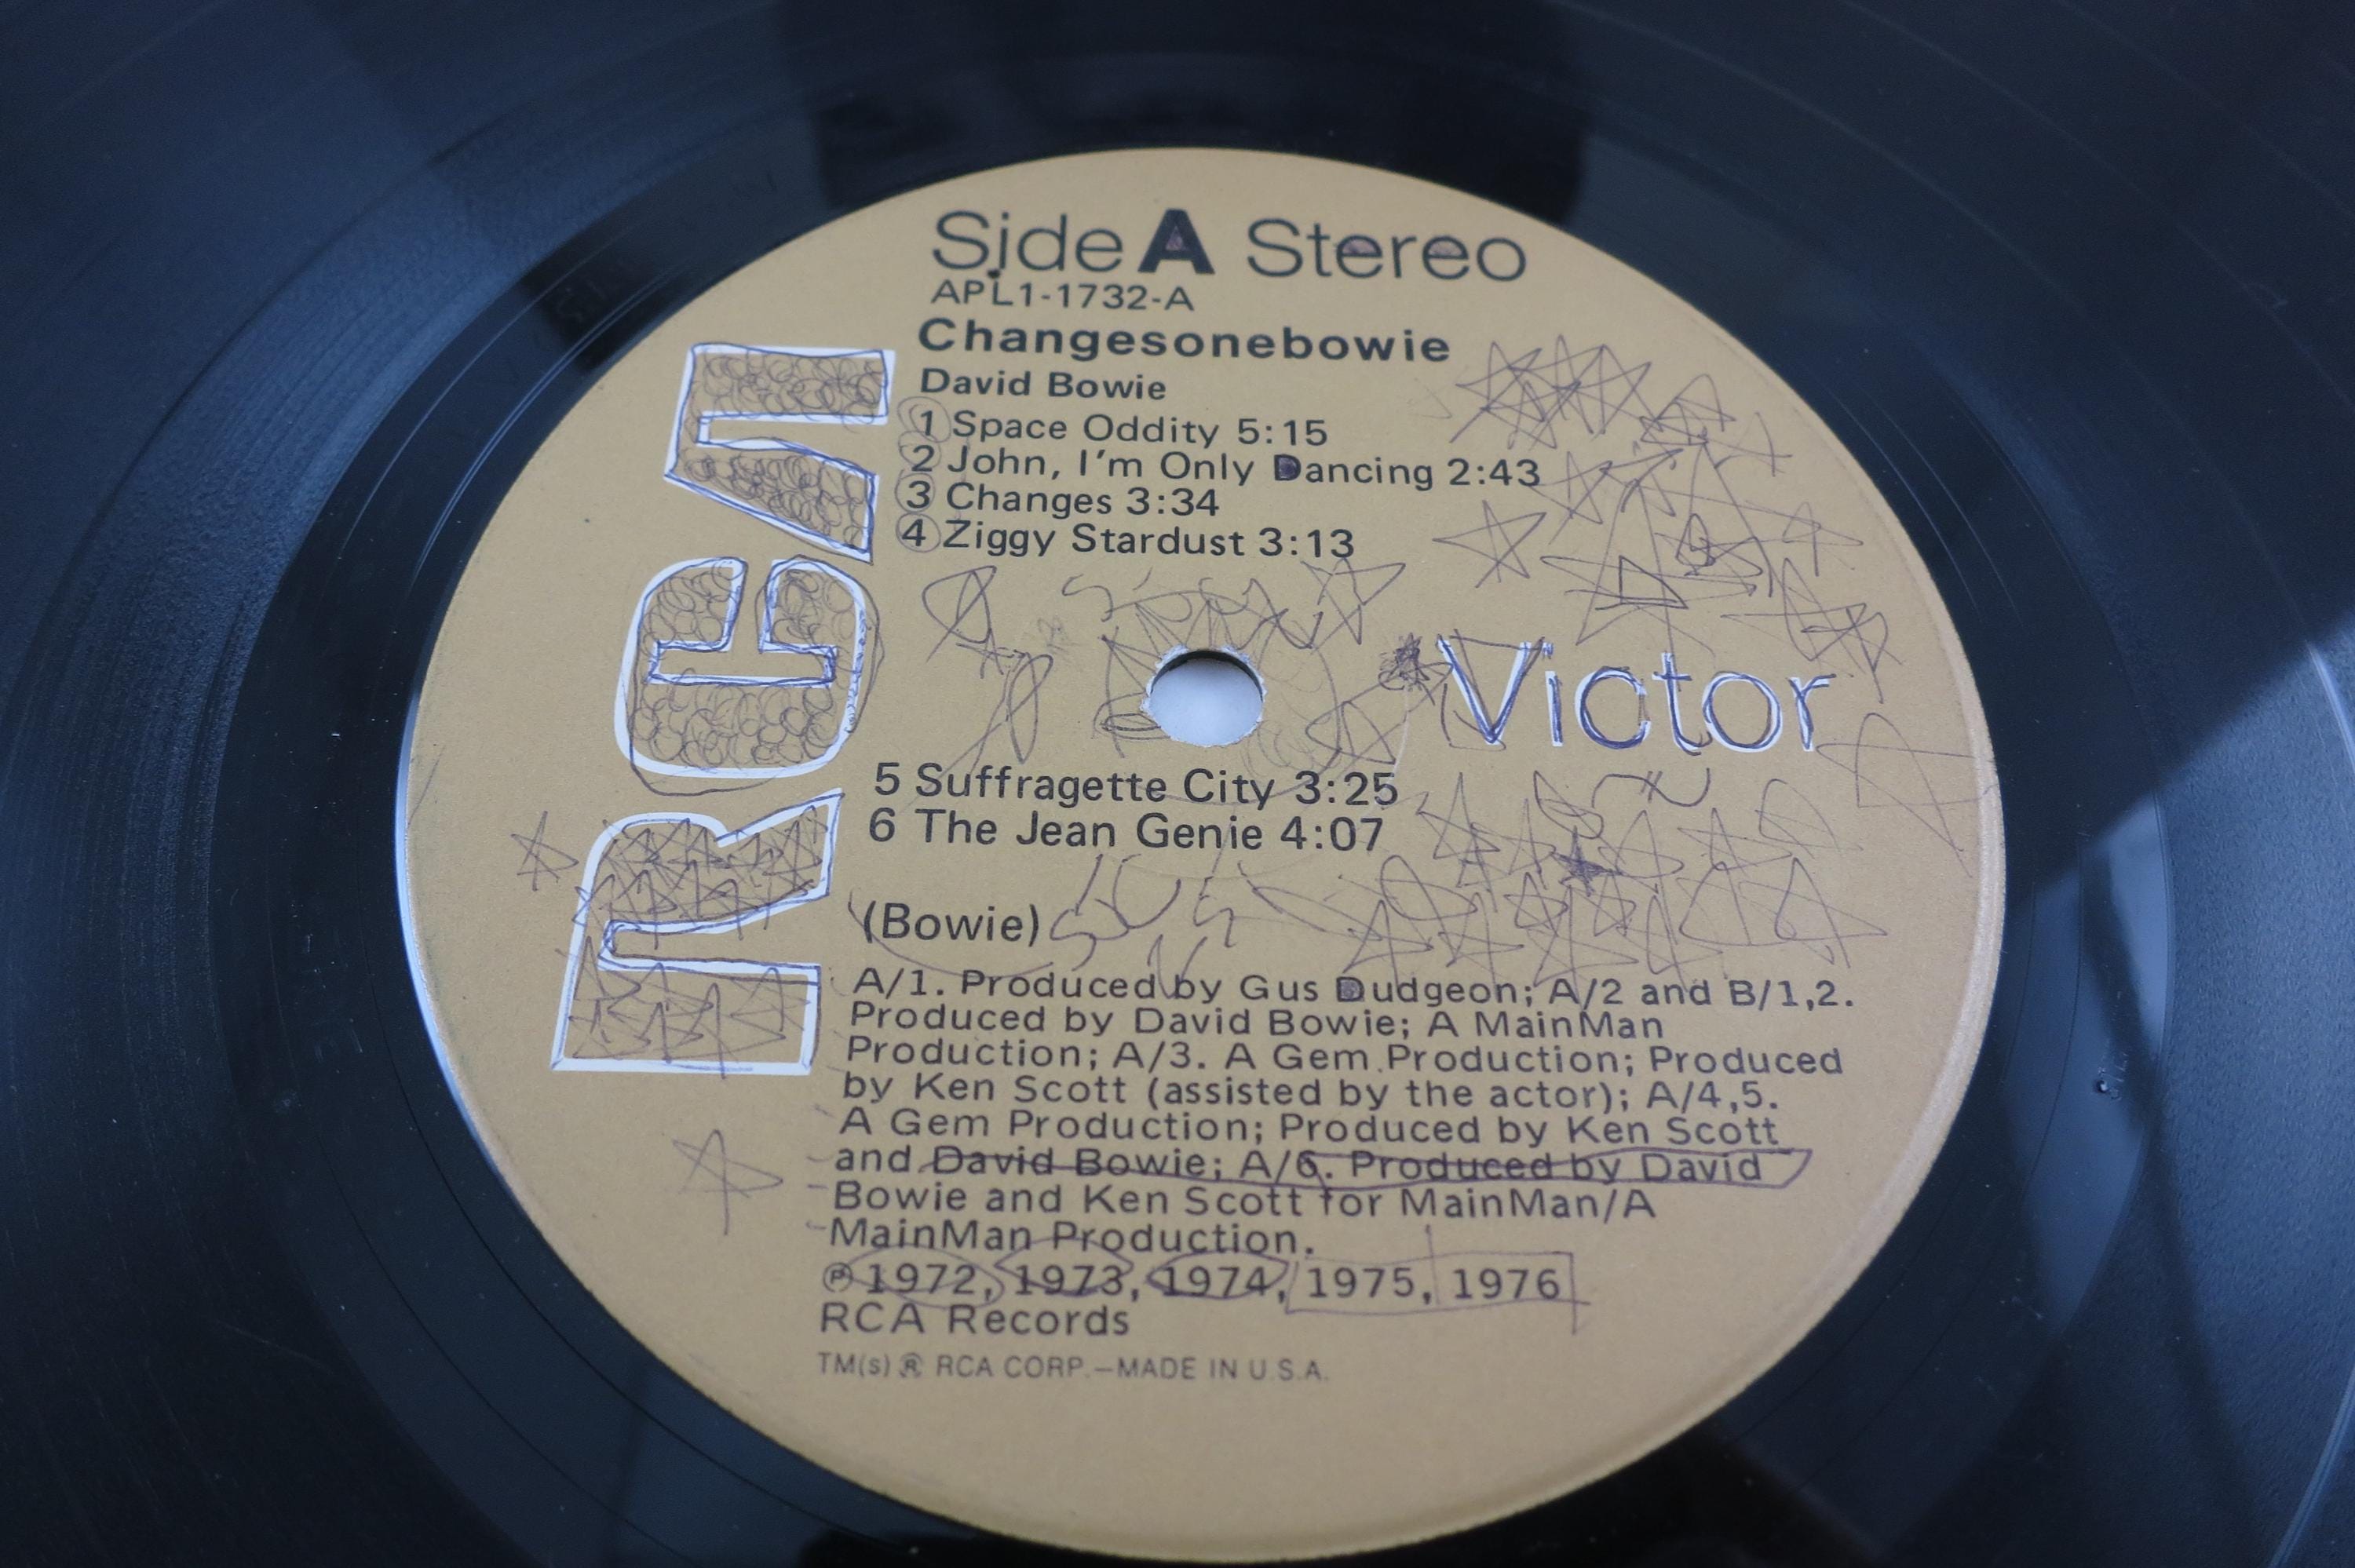 Side A Stereo
APL1-1732-A
Changesonebowie
David Bowie
1 Space Oddity 5:15
2 John, I'm Only Dancing 2:43
3 Changes 3:34
4 Ziggy Stardust 3:13
RCA
Victor
5 Suffragette City 3:25
6 The Jean Genie 4:07
(Bowie)
A/1. Produced by Gus Dudgeon; A/2 and B/1,2.
Produced by David Bowie; A MainMan
Production; A/3. A Gem Production; Produced
by Ken Scott (assisted by the actor); A/4,5.
A Gem Production; Produced by Ken Scott
and David Bowie; A/6. Produced by David
Bowie and Ken Scott for MainMan/A
MainMan Production.
℗ 1972, 1973, 1974, 1975, 1976
RCA Records
TM(s) ® RCA CORP.—MADE IN U.S.A.